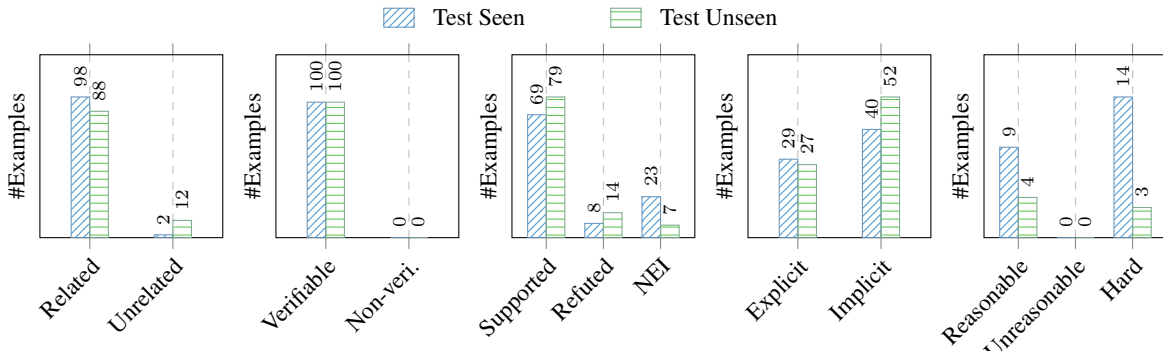 Test Seen Test Unseen
#Examples
98
88
2
12
Related
Unrelated
#Examples
100
100
0
0
Verifiable
Non-veri.
#Examples
69
79
8
14
23
7
Supported
Refuted
NEI
#Examples
29
27
40
52
Explicit
Implicit
#Examples
9
4
0
0
14
3
Reasonable
Unreasonable
Hard